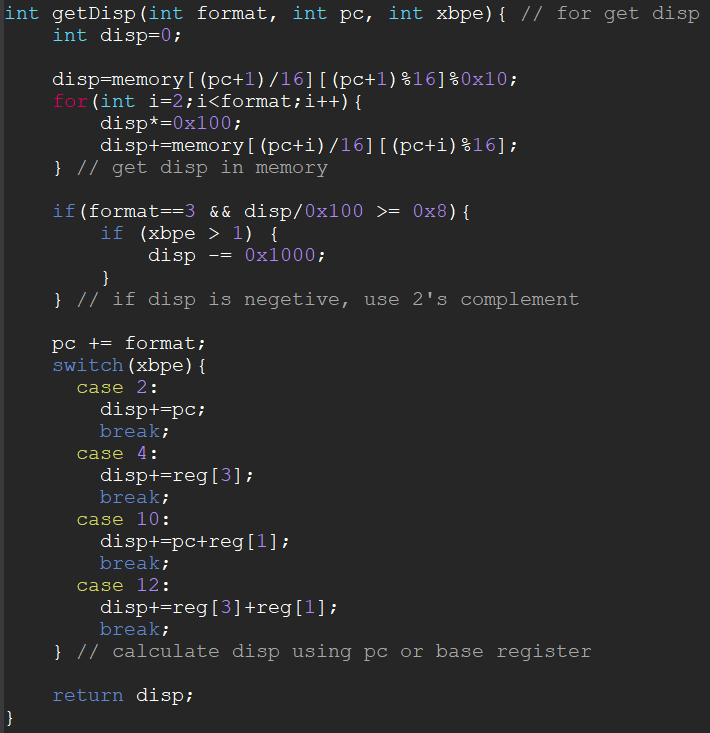 int getDisp(int format, int pc, int xbpe){ // for get disp
    int disp=0;

    disp=memory[(pc+1)/16][(pc+1)%16]%0x10;
    for(int i=2;i<format;i++){
        disp*=0x100;
        disp+=memory[(pc+i)/16][(pc+i)%16];
    } // get disp in memory

    if(format==3 && disp/0x100 >= 0x8){
        if (xbpe > 1) {
            disp -= 0x1000;
        }
    } // if disp is negetive, use 2's complement

    pc += format;
    switch(xbpe){
      case 2:
        disp+=pc;
        break;
      case 4:
        disp+=reg[3];
        break;
      case 10:
        disp+=pc+reg[1];
        break;
      case 12:
        disp+=reg[3]+reg[1];
        break;
    } // calculate disp using pc or base register

    return disp;
}